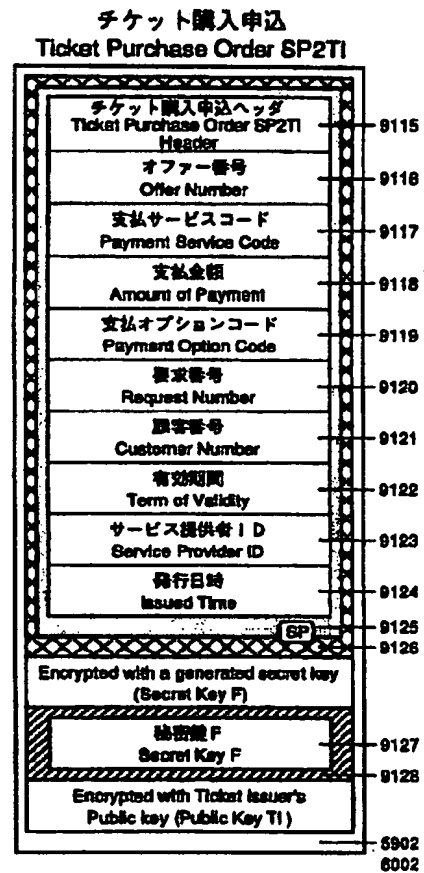 チケット購入申込
Ticket Purchase Order SP2TI
チケット購入申込ヘッダ
Ticket Purchase Order SP2TI
Header
9115
オファー番号
Offer Number
9116
支払サービスコード
Payment Service Code
9117
支払金額
Amount of Payment
9118
支払オプションコード
Payment Option Code
9119
要求番号
Request Number
9120
顧客番号
Customer Number
9121
有効期間
Term of Validity
9122
サービス提供者ID
Service Provider ID
9123
発行日時
Issued Time
9124
SP
9125
9126
Encrypted with a generated secret key
(Secret Key F)
秘密鍵F
Secret Key F
9127
9128
Encrypted with Ticket Issuer's
Public key (Public Key TI)
5902
6002